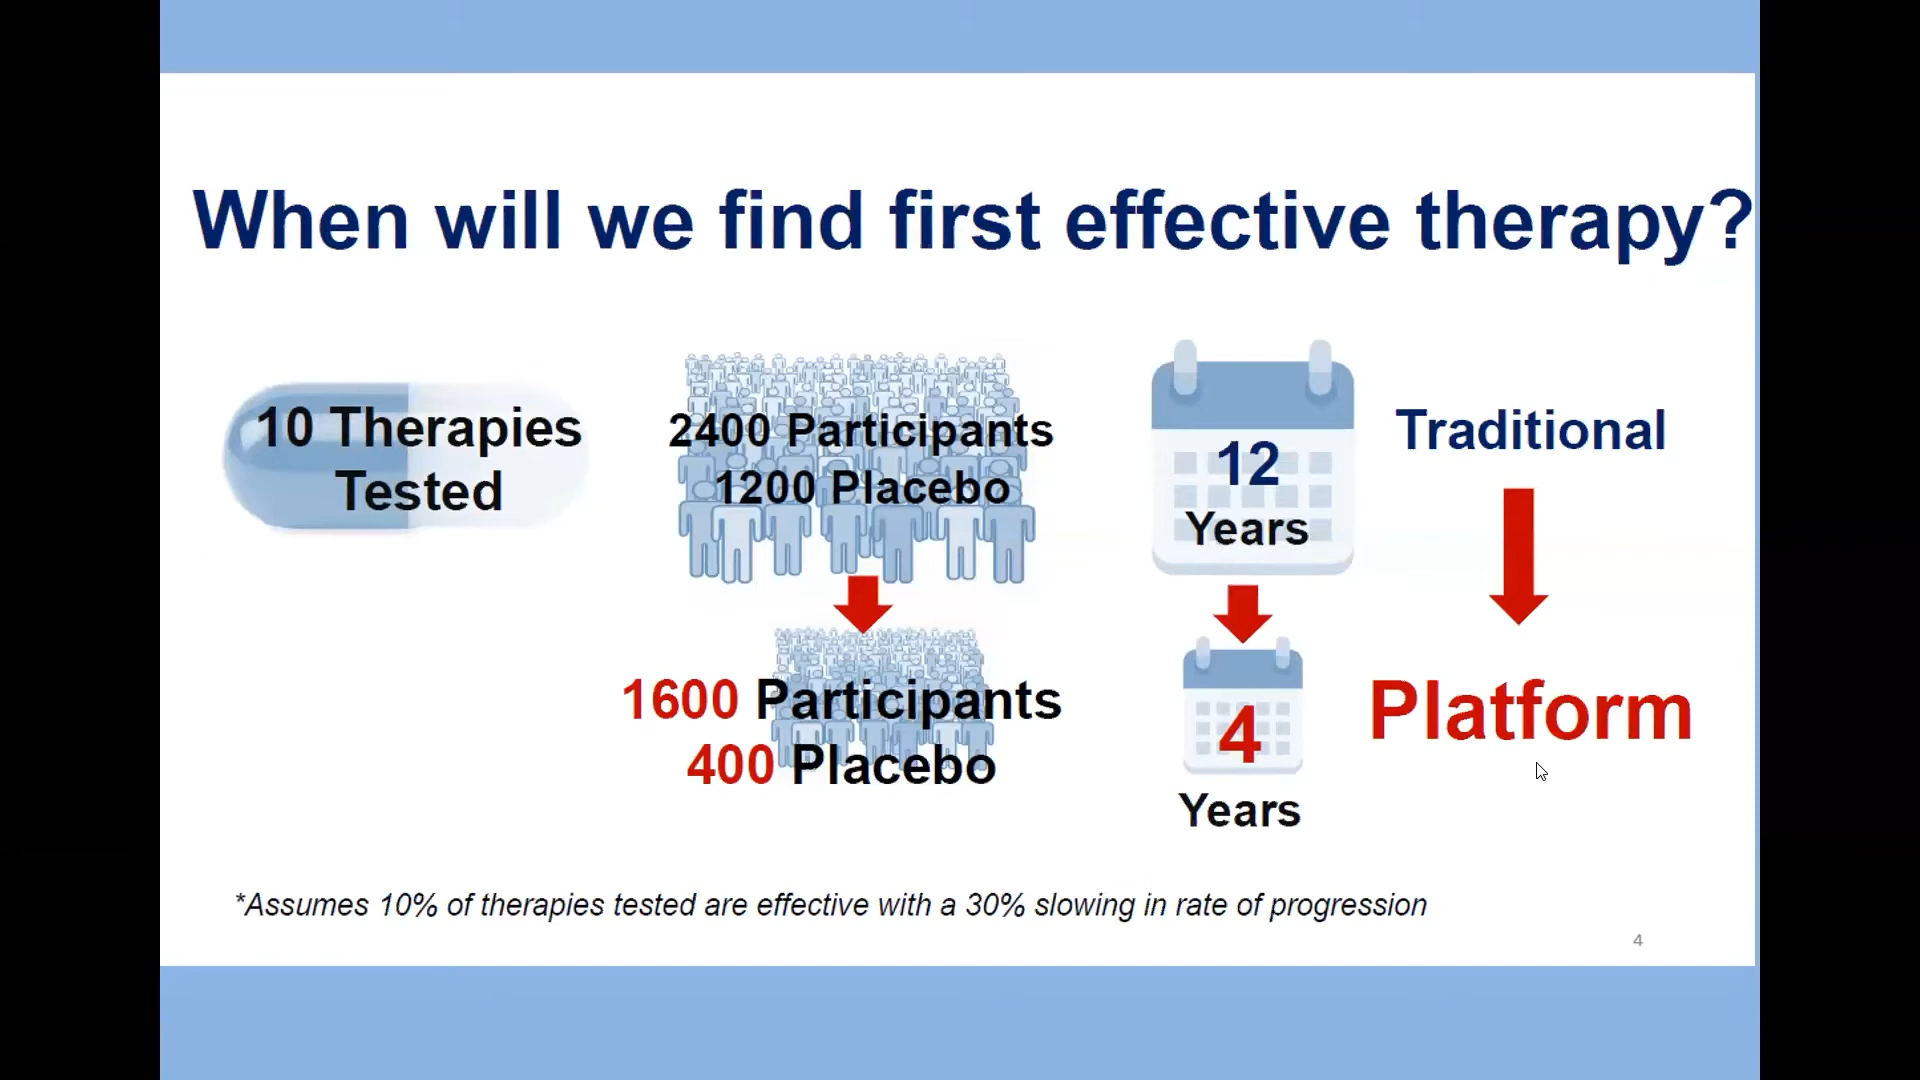 When will we find first effective therapy?
10 Therapies
Tested
2400 Participants
1200 Placebo
12
Years
Traditional
1600 Participants
400 Placebo
4
Years
Platform
*Assumes 10% of therapies tested are effective with a 30% slowing in rate of progression
4